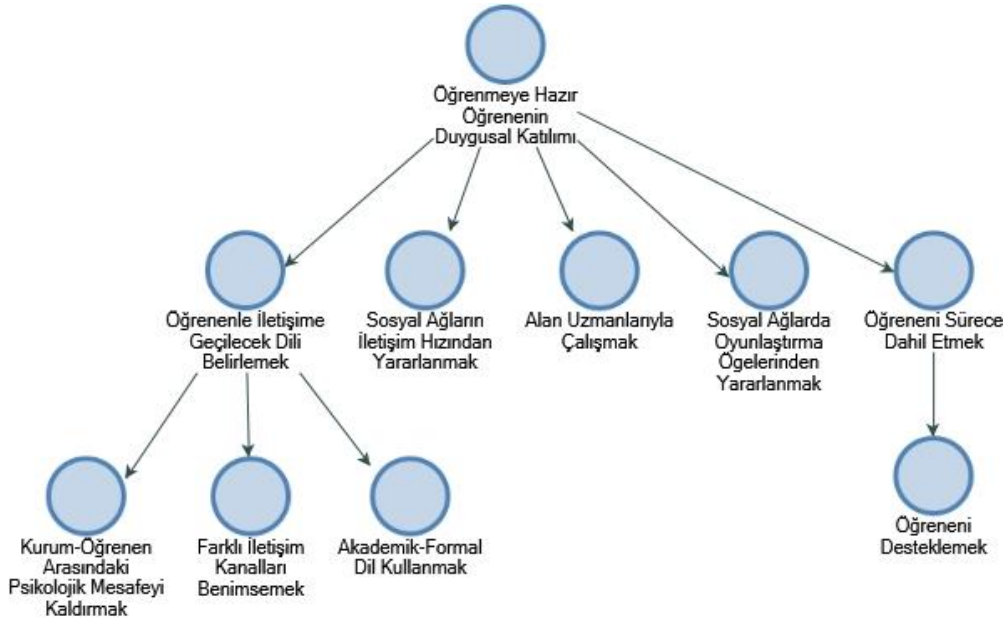 Öğrenmeye Hazır
Öğrenenin
Duygusal Katılımı
Öğrenenle İletişime
Geçilecek Dili
Belirlemek
Sosyal Ağların
İletişim Hızından
Yararlanmak
Alan Uzmanlarıyla
Çalışmak
Sosyal Ağlarda
Oyunlaştırma
Ögelerinden
Yararlanmak
Öğreneni Sürece
Dahil Etmek
Kurum-Öğrenen
Arasındaki
Psikolojik Mesafeyi
Kaldırmak
Farklı İletişim
Kanalları
Benimsemek
Akademik-Formal
Dil Kullanmak
Öğreneni
Desteklemek